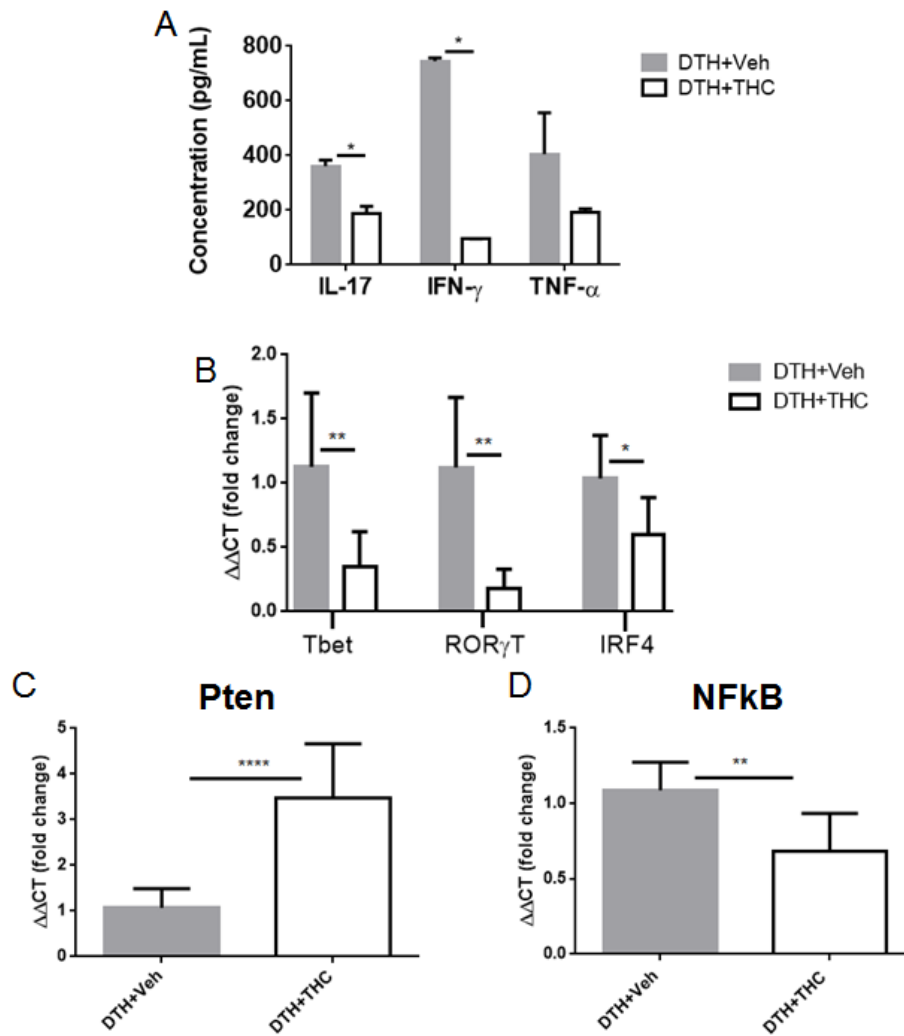 A
Concentration (pg/mL)
800
600
400
200
0
*
*
IL-17
IFN-γ
TNF-α
DTH+Veh
DTH+THC
B
ΔΔCT (fold change)
2.0
1.5
1.0
0.5
0.0
**
**
*
Tbet
RORγT
IRF4
DTH+Veh
DTH+THC
C
Pten
ΔΔCT (fold change)
5
4
3
2
1
0
****
DTH+Veh
DTH+THC
D
NFkB
ΔΔCT (fold change)
1.5
1.0
0.5
0.0
**
DTH+Veh
DTH+THC